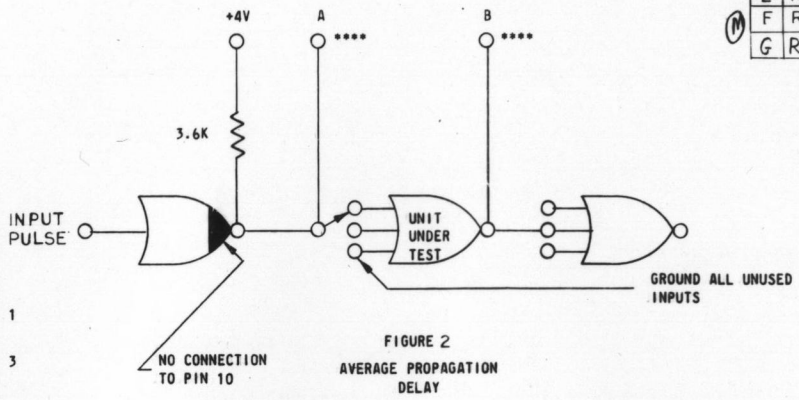 +4V
A
****
B
****
M
F R
G R
3.6K
INPUT
PULSE
UNIT
UNDER
TEST
GROUND ALL UNUSED
INPUTS
1
3
NO CONNECTION
TO PIN 10
FIGURE 2
AVERAGE PROPAGATION
DELAY